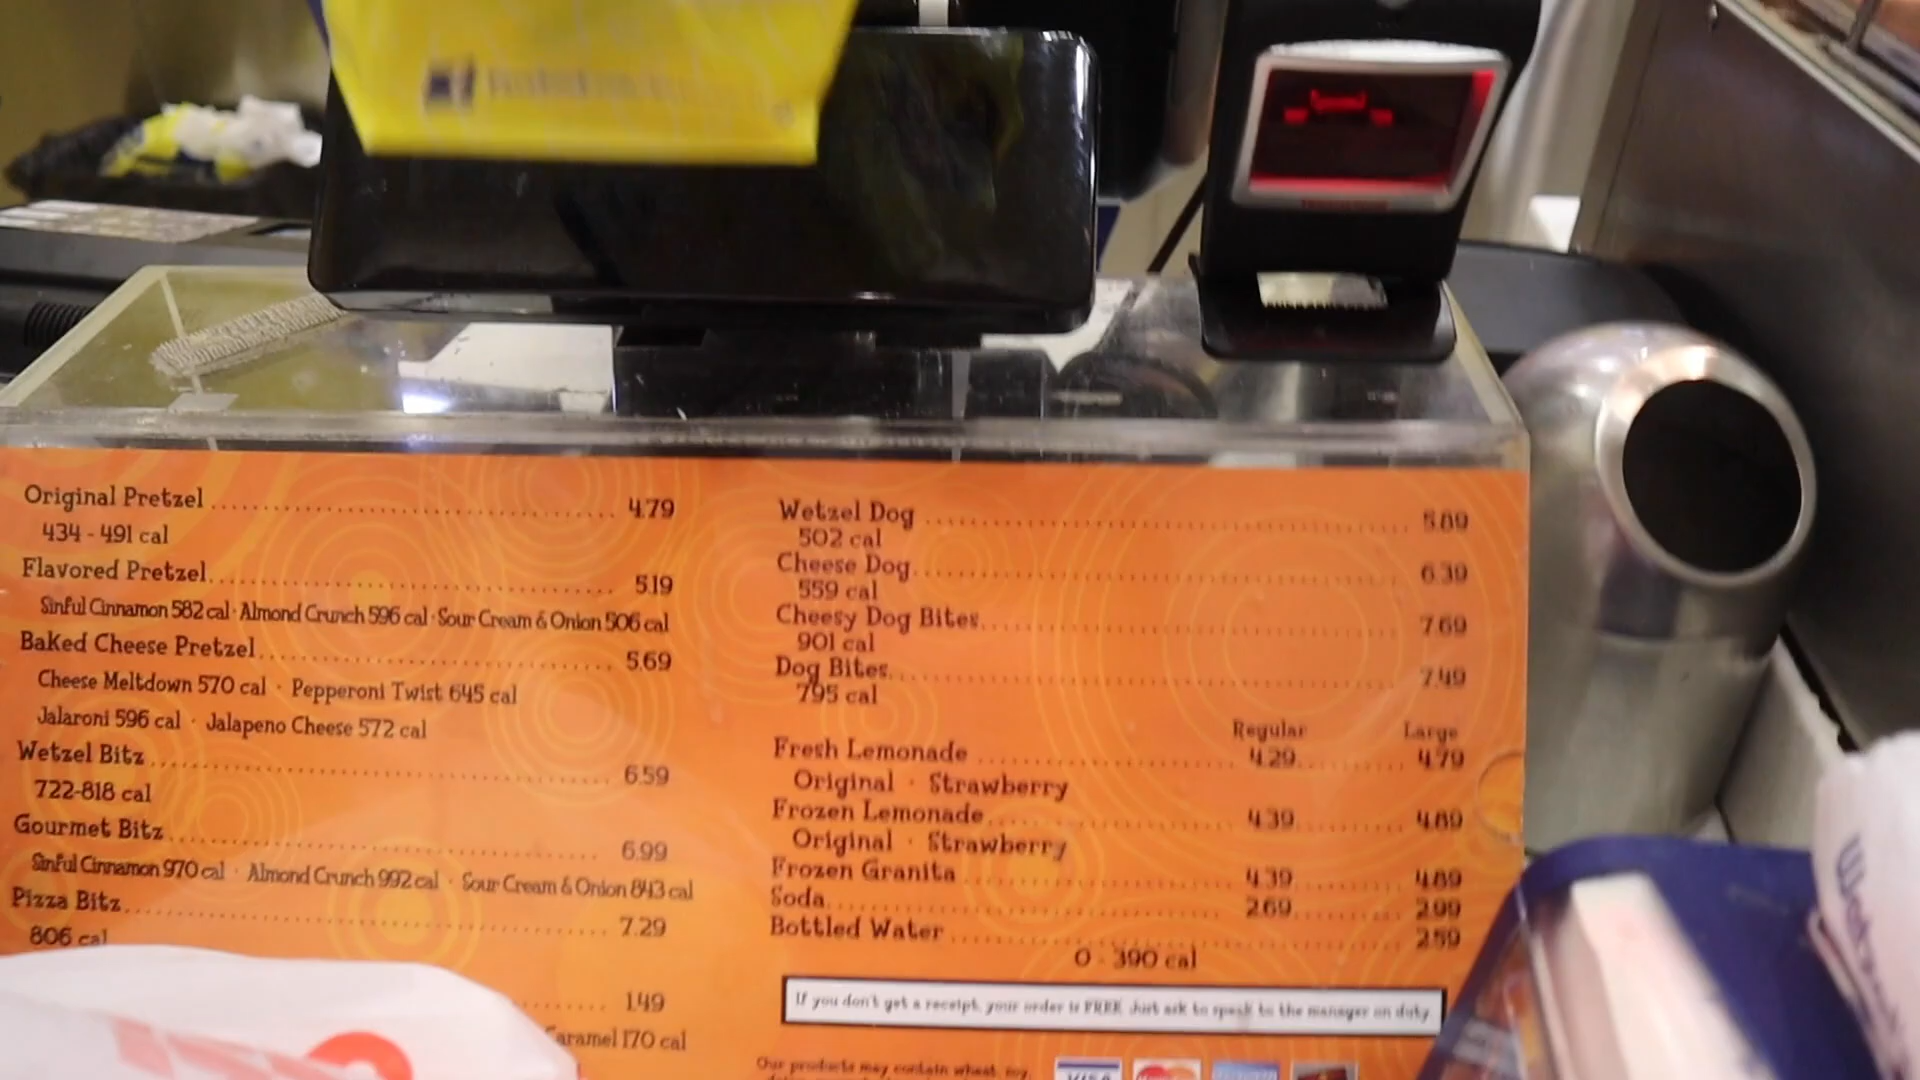 Original Pretzel 4.79
434 - 491 cal
Flavored Pretzel 5.19
Sinful Cinnamon 582 cal · Almond Crunch 596 cal · Sour Cream & Onion 506 cal
Baked Cheese Pretzel 5.69
Cheese Meltdown 570 cal · Pepperoni Twist 645 cal
Jalaroni 596 cal · Jalapeno Cheese 572 cal
Wetzel Bitz 6.59
722-818 cal
Gourmet Bitz 6.99
Sinful Cinnamon 970 cal · Almond Crunch 992 cal · Sour Cream & Onion 843 cal
Pizza Bitz 7.29
806 cal
1.49
Caramel 170 cal
Wetzel Dog 5.89
502 cal
Cheese Dog 6.39
559 cal
Cheesy Dog Bites 7.69
901 cal
Dog Bites 7.49
795 cal
Regular Large
Fresh Lemonade 4.29 4.79
Original · Strawberry
Frozen Lemonade 4.39 4.89
Original · Strawberry
Frozen Granita 4.39 4.89
Soda 2.69 2.99
Bottled Water 2.59
0 - 390 cal
If you don't get a receipt, your order is FREE. Just ask to speak to the manager on duty.
Our products may contain wheat, soy,
VISA